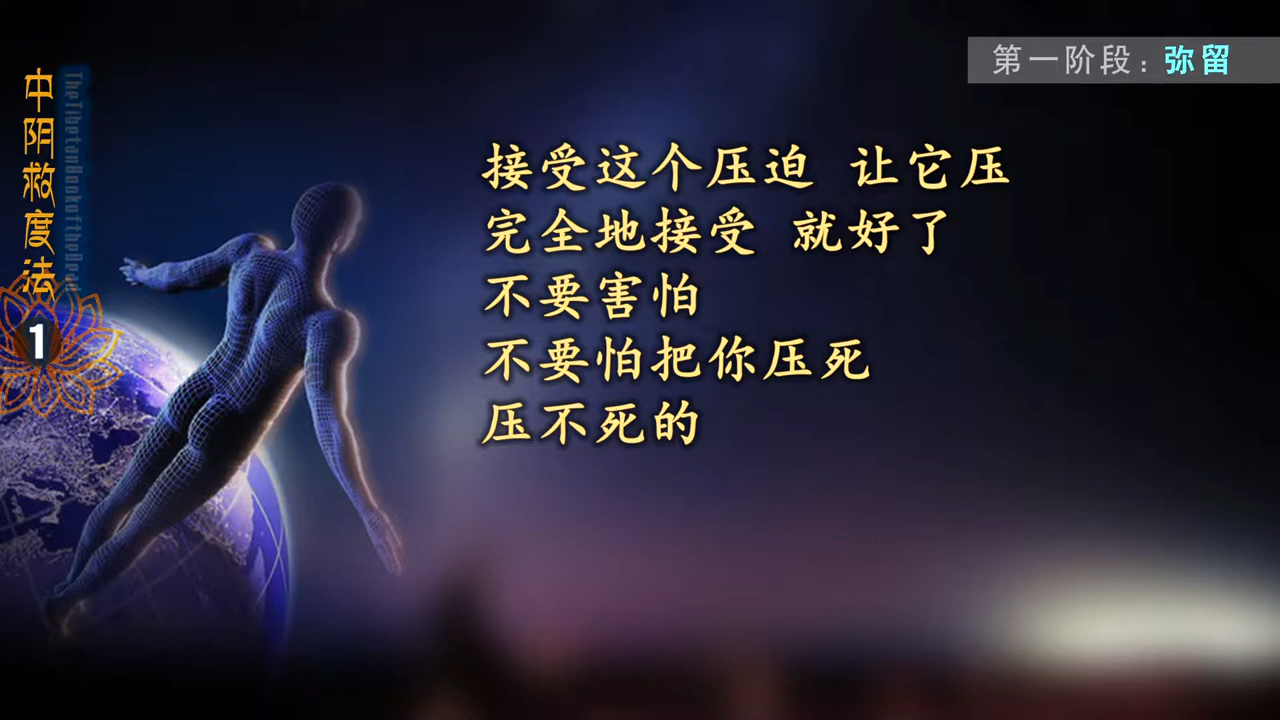 第一阶段：弥留
中阴救度法
TheTibetanBookoftheDead
1
接受这个压迫 让它压
完全地接受 就好了
不要害怕
不要怕把你压死
压不死的